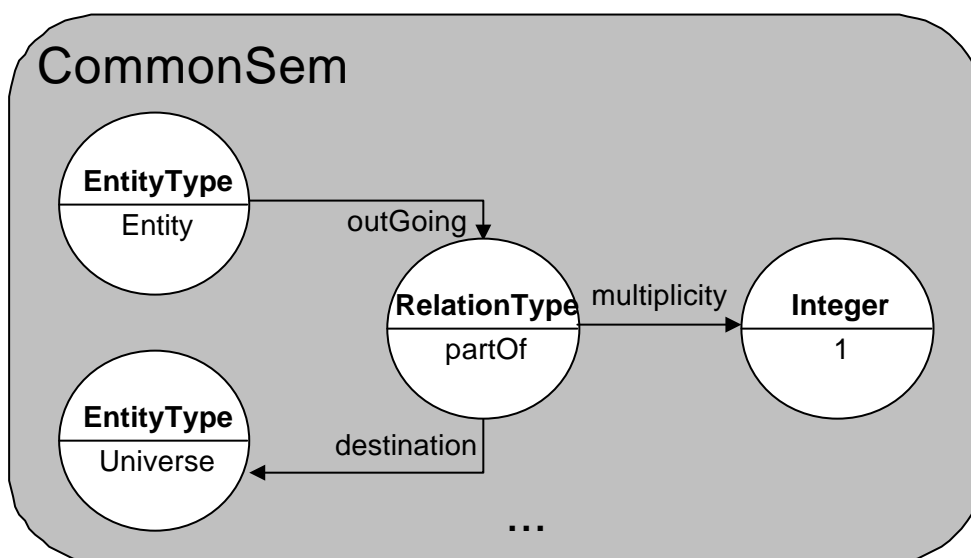 CommonSem
EntityType
Entity
outGoing
RelationType
partOf
multiplicity
Integer
1
EntityType
Universe
destination
...